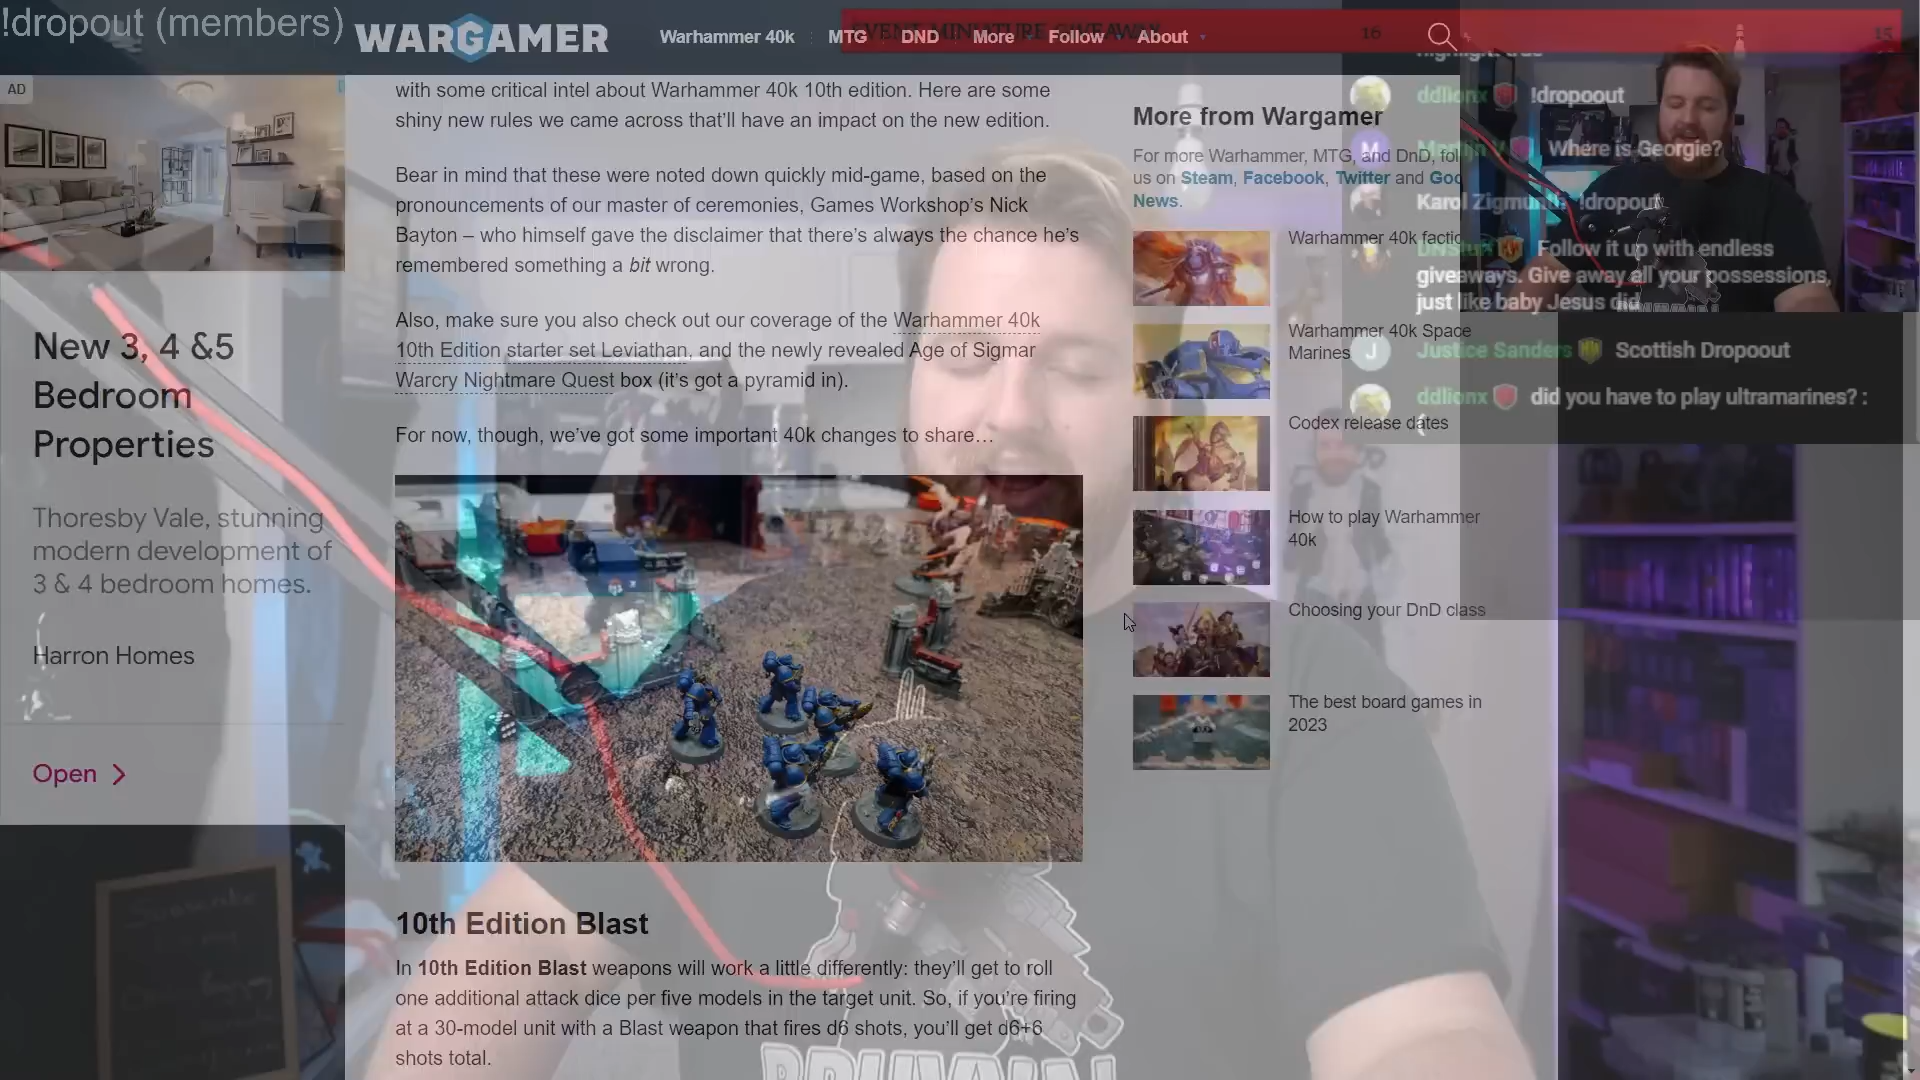 !dropout (members)
WARGAMER
Warhammer 40k
MTG
DND
More
Follow
About
EVENT MINIATURE GIVEAWAY
16
15
AD
New 3, 4 &5
Bedroom
Properties
Thoresby Vale, stunning
modern development of
3 & 4 bedroom homes.
Harron Homes
Open
with some critical intel about Warhammer 40k 10th edition. Here are some
shiny new rules we came across that'll have an impact on the new edition.
Bear in mind that these were noted down quickly mid-game, based on the
pronouncements of our master of ceremonies, Games Workshop's Nick
Bayton – who himself gave the disclaimer that there's always the chance he's
remembered something a bit wrong.
Also, make sure you also check out our coverage of the Warhammer 40k
10th Edition starter set Leviathan, and the newly revealed Age of Sigmar
Warcry Nightmare Quest box (it's got a pyramid in).
For now, though, we've got some important 40k changes to share…
10th Edition Blast
In 10th Edition Blast weapons will work a little differently: they'll get to roll
one additional attack dice per five models in the target unit. So, if you're firing
at a 30-model unit with a Blast weapon that fires d6 shots, you'll get d6+6
shots total.
More from Wargamer
For more Warhammer, MTG, and DnD, fol
us on Steam, Facebook, Twitter and Goo
News.
Warhammer 40k factio
Warhammer 40k Space
Marines
Codex release dates
How to play Warhammer
40k
Choosing your DnD class
The best board games in
2023
ddlionx !dropoout
Where is Georgie?
Karol Zigmunth !dropout
Follow it up with endless
giveaways. Give away all your possessions,
just like baby Jesus did
Justice Sanders Scottish Dropoout
ddlionx did you have to play ultramarines? :
(